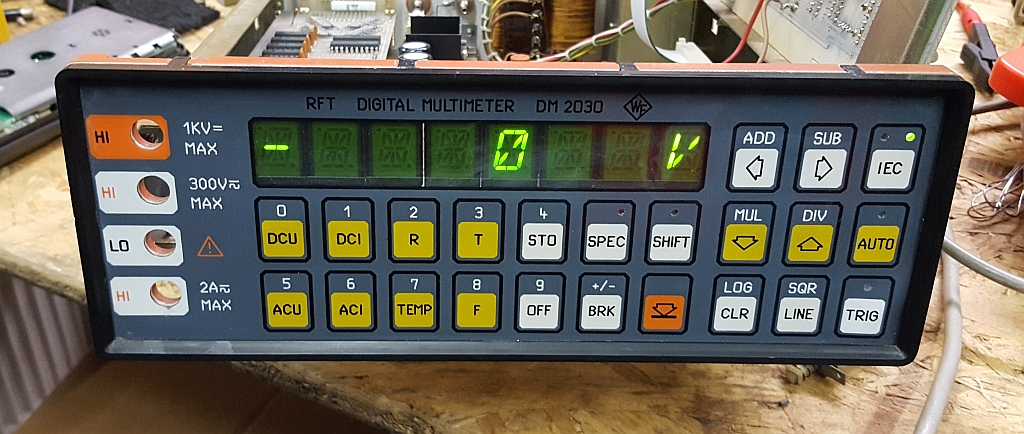 RFT DIGITAL MULTIMETER DM 2030 WF
HI 1KV= MAX
- 0 V
ADD SUB
IEC
HI 300V≂ MAX
0 1 2 3 4
DCU DCI R T STO SPEC SHIFT
MUL DIV
AUTO
LO
HI 2A≂ MAX
5 6 7 8 9 +/-
ACU ACI TEMP F OFF BRK
LOG SQR
CLR LINE TRIG